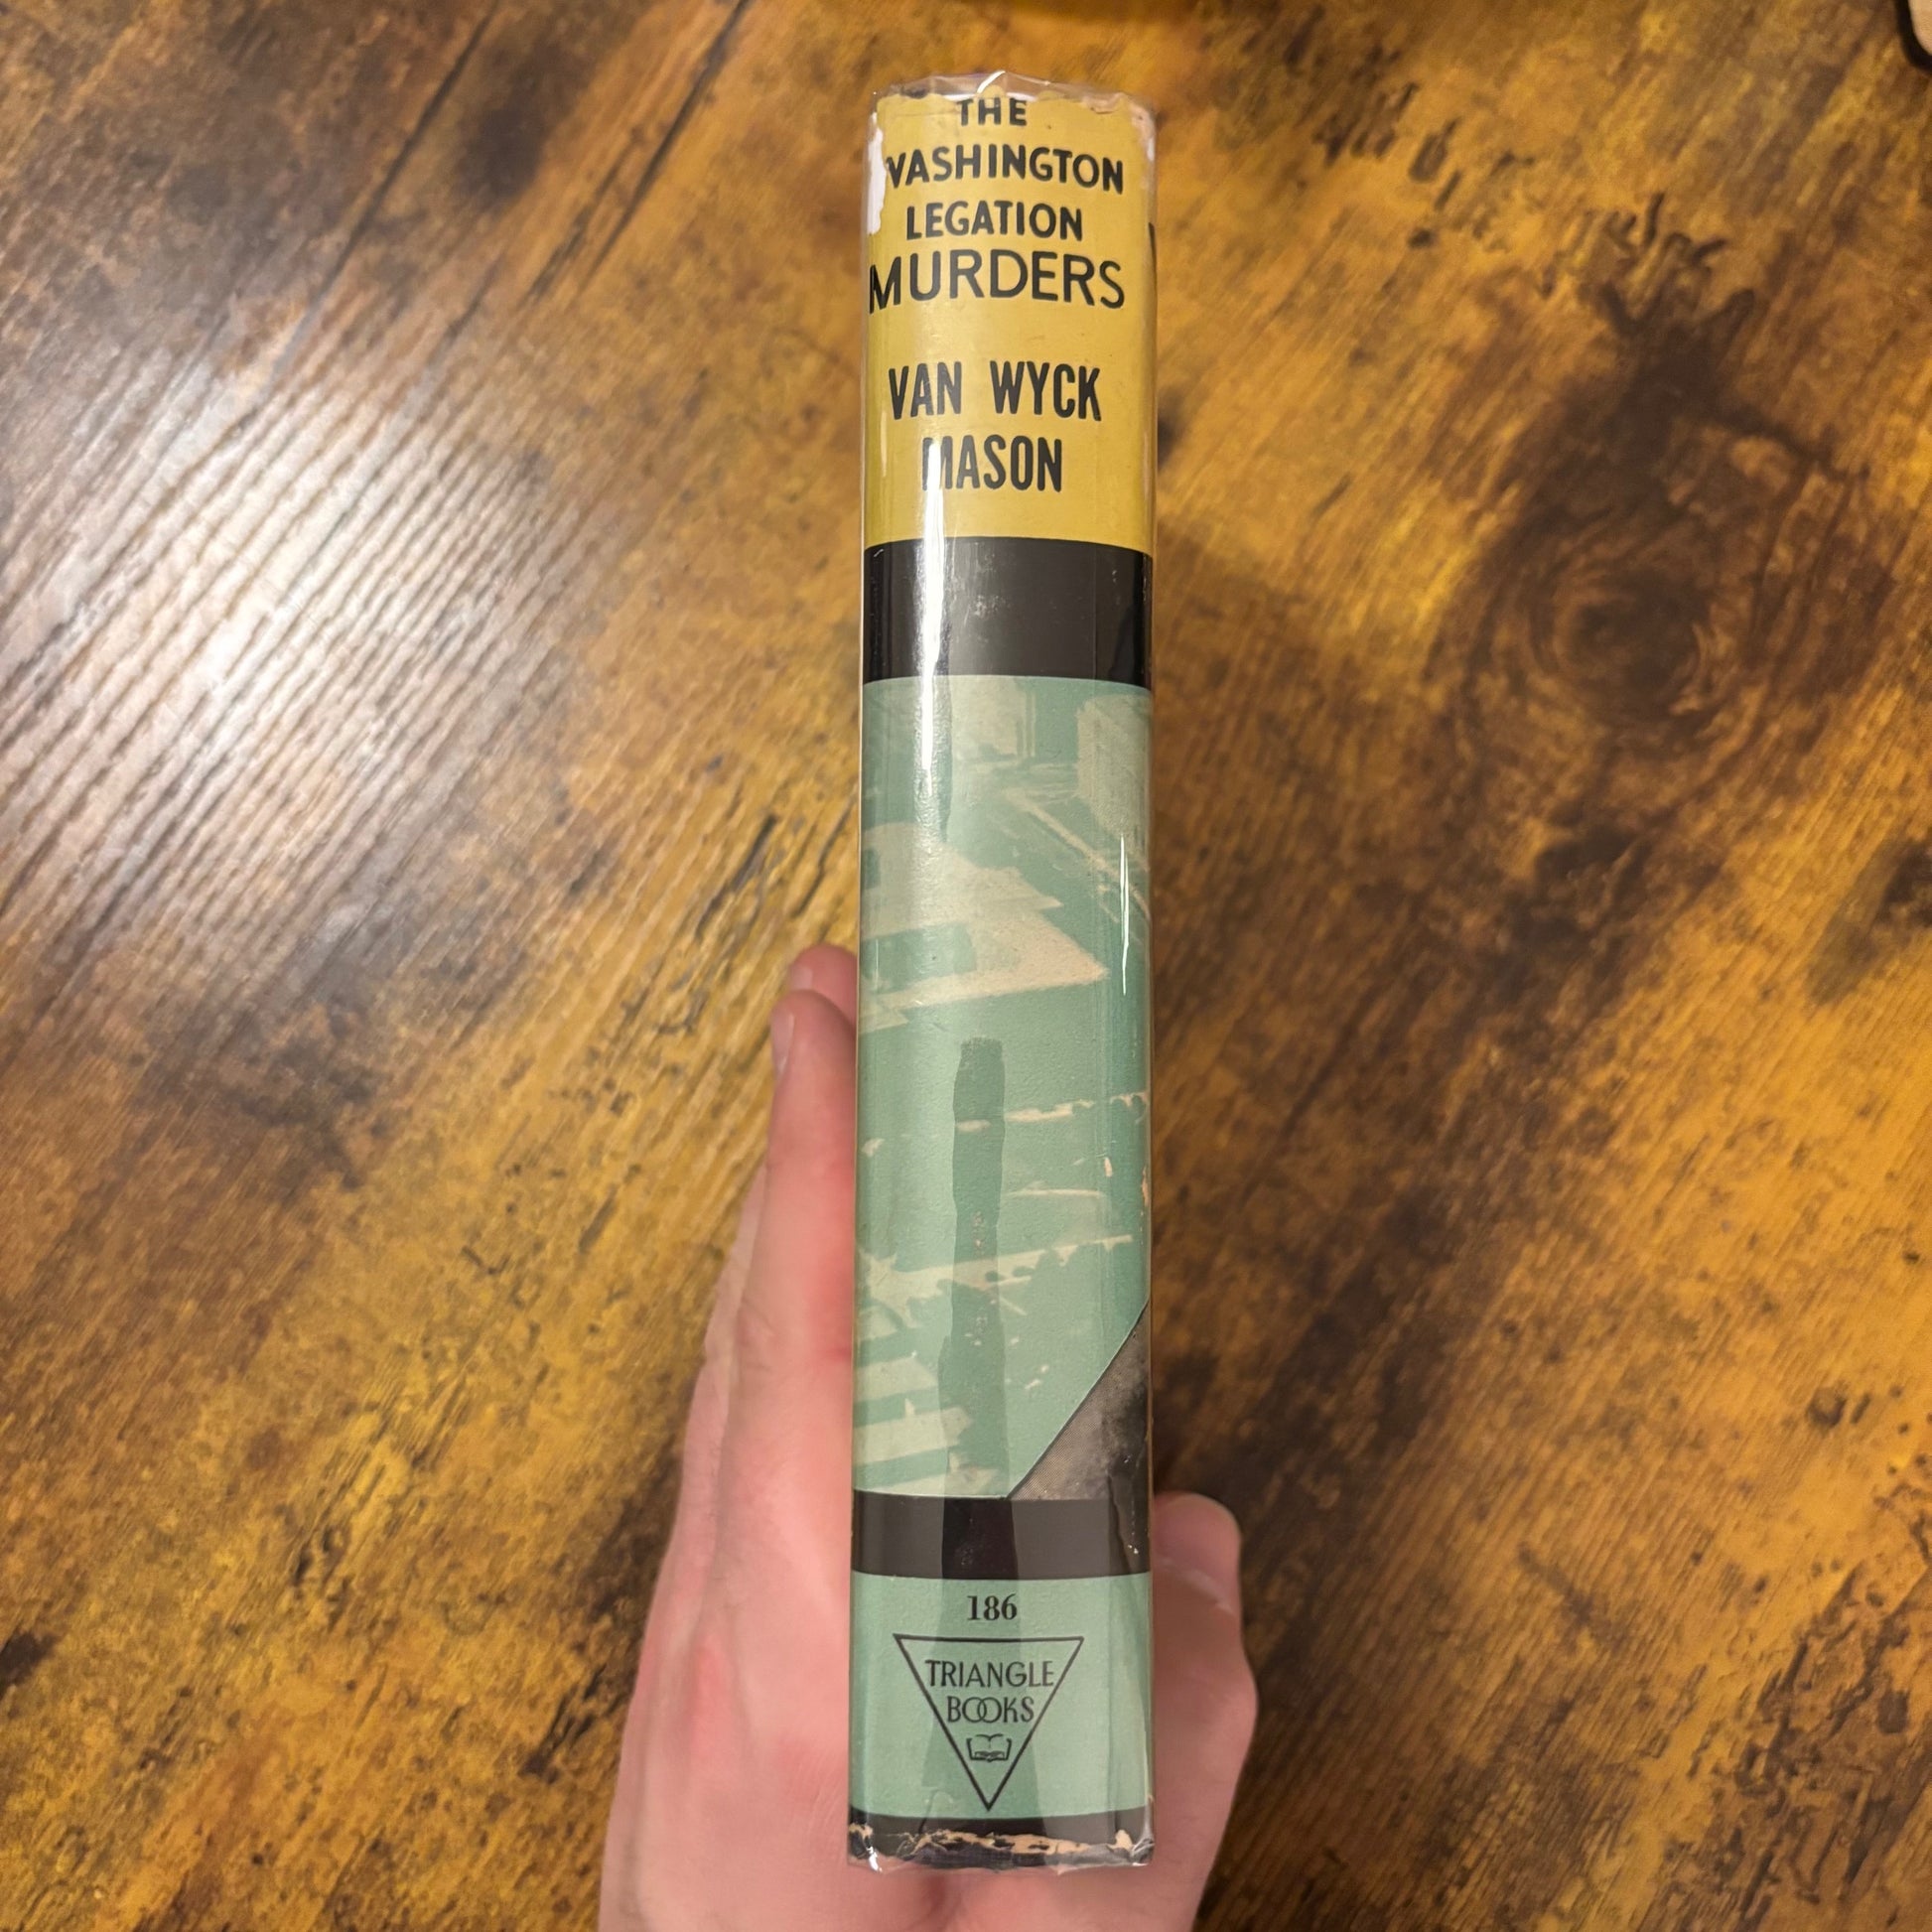 THE
WASHINGTON
LEGATION
MURDERS
VAN WYCK
MASON
186
TRIANGLE
BOOKS